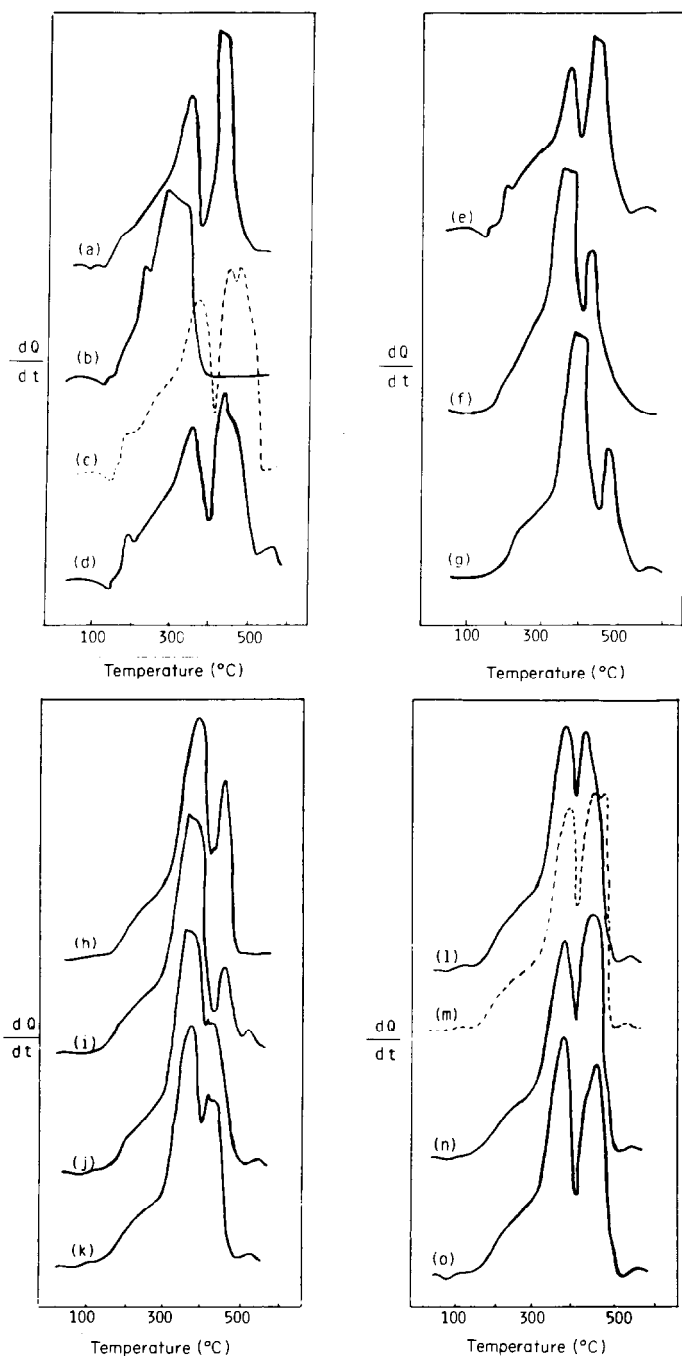 (a)
(b)
(c)
(d)
dQ
dt
100 300 500
Temperature (°C)
(e)
(f)
(g)
dQ
dt
100 300 500
Temperature (°C)
(h)
(i)
(j)
(k)
dQ
dt
100 300 500
Temperature (°C)
(l)
(m)
(n)
(o)
dQ
dt
100 300 500
Temperature (°C)